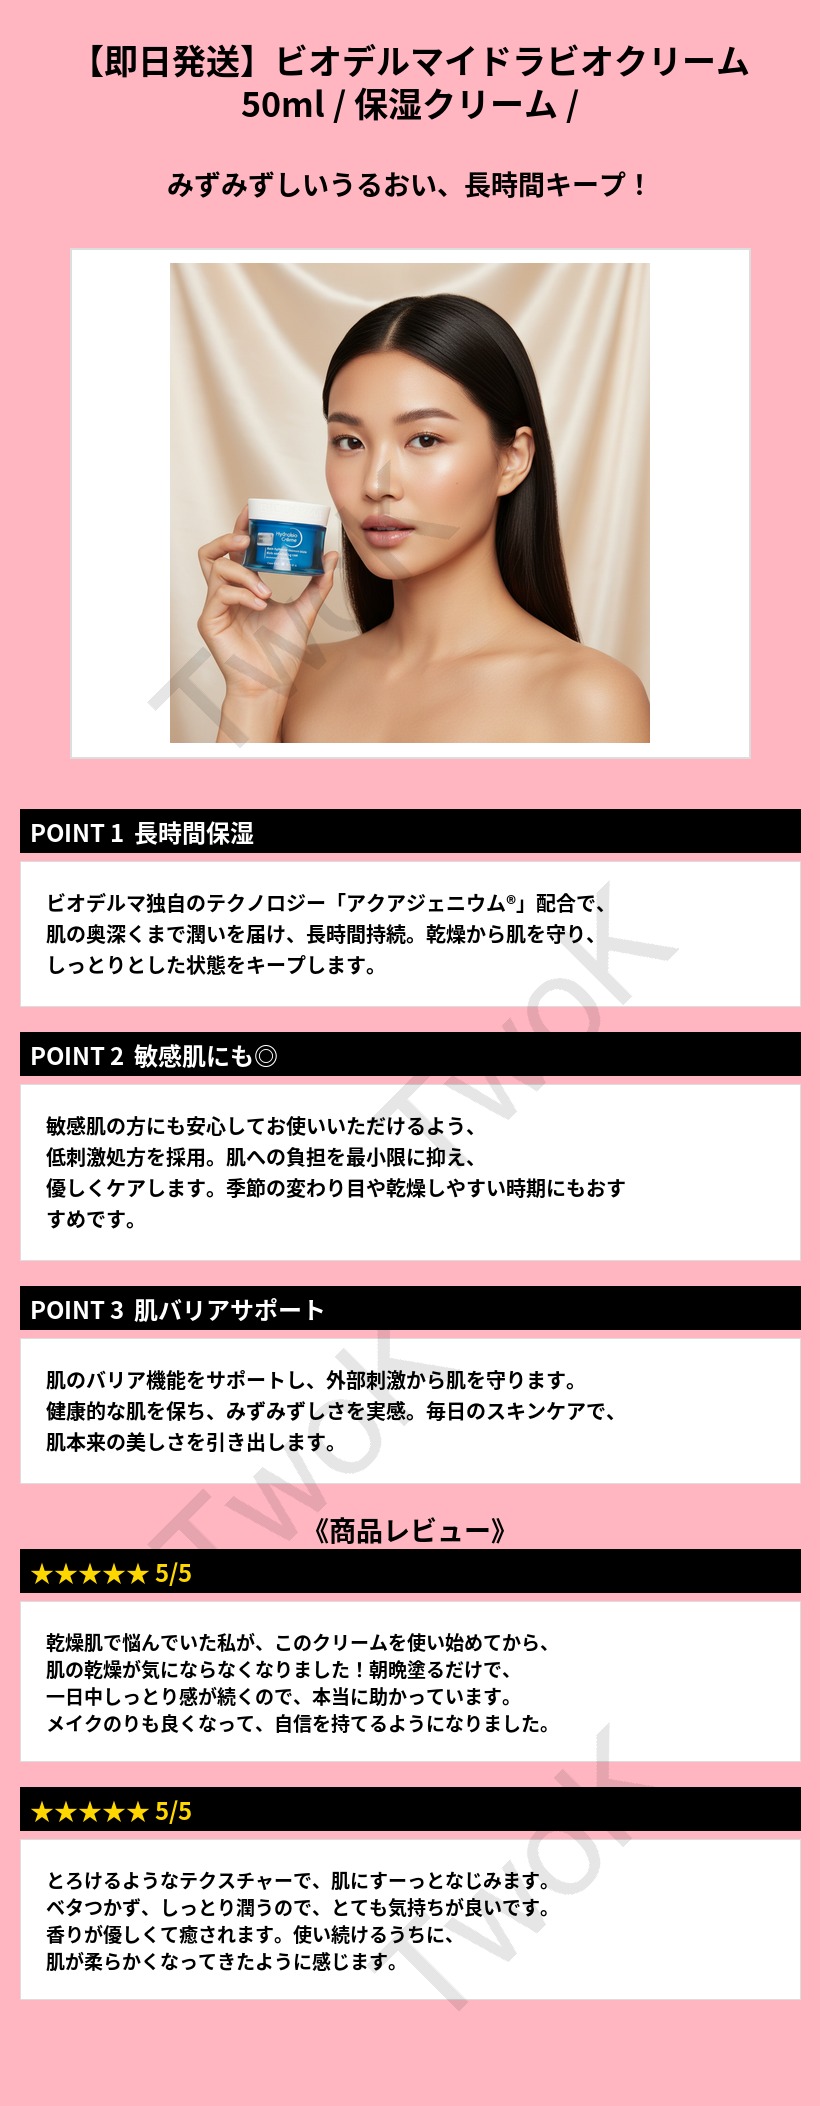 【即日発送】ビオデルマイドラビオクリーム
50ml / 保湿クリーム /
みずみずしいうるおい、長時間キープ！
Hydrabio
Crème
TwoK
POINT 1 長時間保湿
ビオデルマ独自のテクノロジー「アクアジェニウム®」配合で、
肌の奥深くまで潤いを届け、長時間持続。乾燥から肌を守り、
しっとりとした状態をキープします。
TwoK
POINT 2 敏感肌にも◎
敏感肌の方にも安心してお使いいただけるよう、
低刺激処方を採用。肌への負担を最小限に抑え、
優しくケアします。季節の変わり目や乾燥しやすい時期にもおす
すめです。
POINT 3 肌バリアサポート
肌のバリア機能をサポートし、外部刺激から肌を守ります。
健康的な肌を保ち、みずみずしさを実感。毎日のスキンケアで、
肌本来の美しさを引き出します。
TwoK
《商品レビュー》
★★★★★ 5/5
乾燥肌で悩んでいた私が、このクリームを使い始めてから、
肌の乾燥が気にならなくなりました！朝晩塗るだけで、
一日中しっとり感が続くので、本当に助かっています。
メイクのりも良くなって、自信を持てるようになりました。
★★★★★ 5/5
とろけるようなテクスチャーで、肌にすーっとなじみます。
ベタつかず、しっとり潤うので、とても気持ちが良いです。
香りが優しくて癒されます。使い続けるうちに、
肌が柔らかくなってきたように感じます。
TwoK